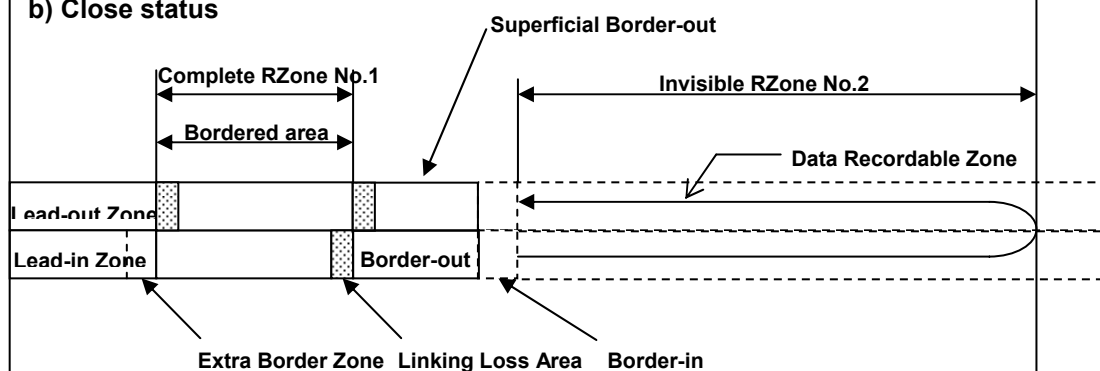 b) Close status
Superficial Border-out
Complete RZone No.1
Invisible RZone No.2
Bordered area
Data Recordable Zone
Lead-out Zone
Lead-in Zone
Border-out
Extra Border Zone
Linking Loss Area
Border-in